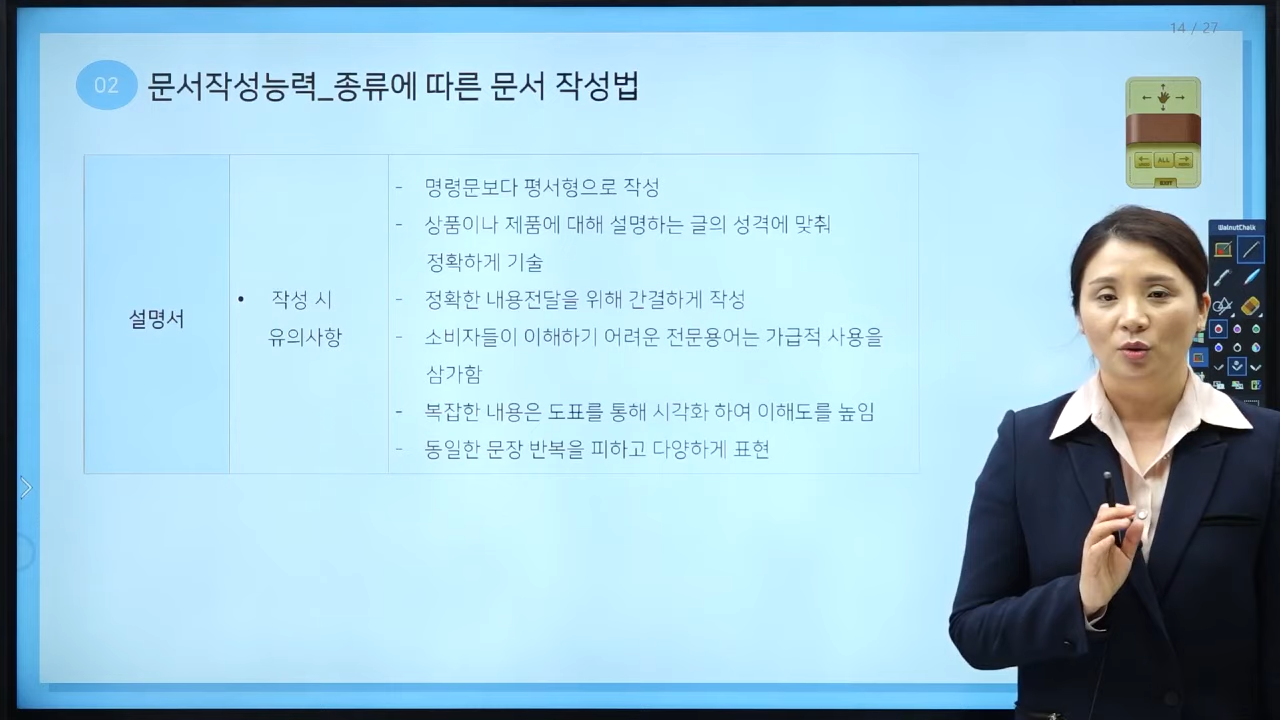 14 / 27
02 문서작성능력_종류에 따른 문서 작성법
설명서
• 작성 시
유의사항
- 명령문보다 평서형으로 작성
- 상품이나 제품에 대해 설명하는 글의 성격에 맞춰
정확하게 기술
- 정확한 내용전달을 위해 간결하게 작성
- 소비자들이 이해하기 어려운 전문용어는 가급적 사용을
삼가함
- 복잡한 내용은 도표를 통해 시각화 하여 이해도를 높임
- 동일한 문장 반복을 피하고 다양하게 표현
ALL
EXIT
WalnutChalk